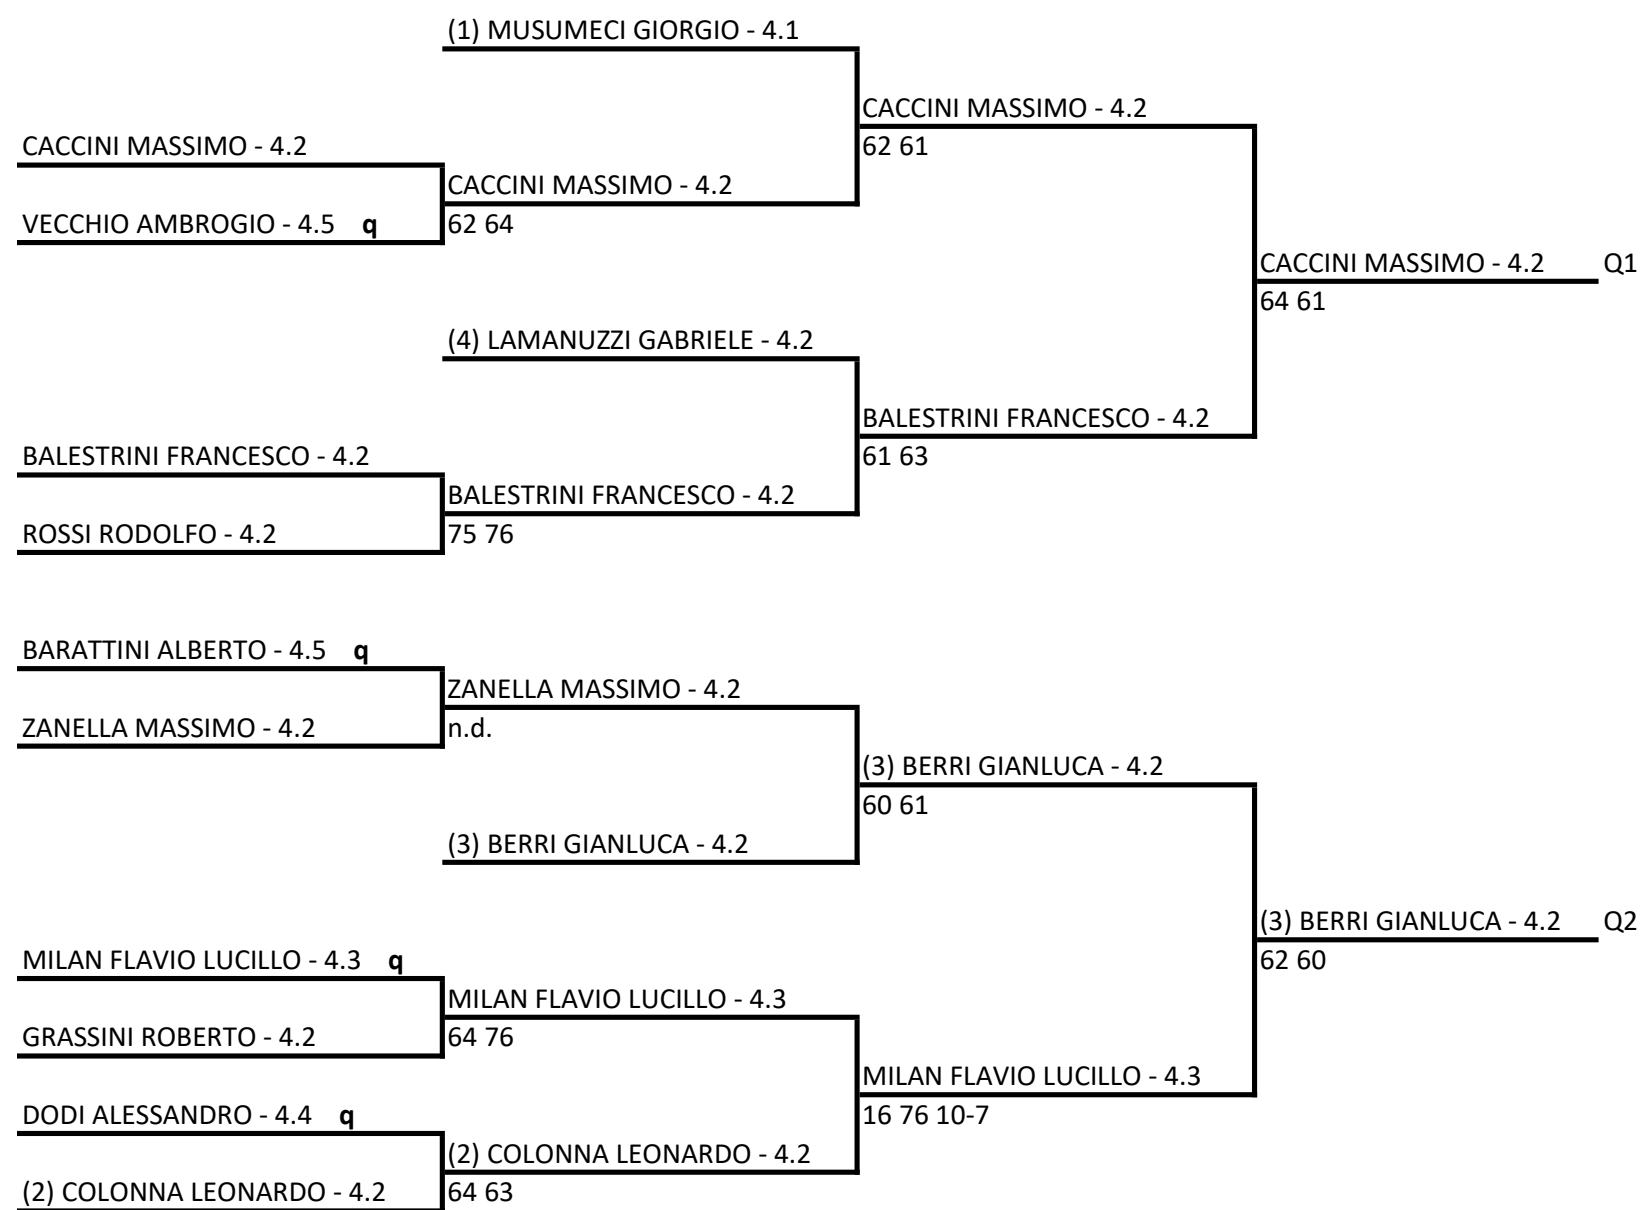 (1) MUSUMECI GIORGIO - 4.1
CACCINI MASSIMO - 4.2
CACCINI MASSIMO - 4.2
62 61
CACCINI MASSIMO - 4.2
VECCHIO AMBROGIO - 4.5 q
62 64
CACCINI MASSIMO - 4.2 Q1
64 61
(4) LAMANUZZI GABRIELE - 4.2
BALESTRINI FRANCESCO - 4.2
BALESTRINI FRANCESCO - 4.2
61 63
BALESTRINI FRANCESCO - 4.2
ROSSI RODOLFO - 4.2
75 76
BARATTINI ALBERTO - 4.5 q
ZANELLA MASSIMO - 4.2
ZANELLA MASSIMO - 4.2
n.d.
(3) BERRI GIANLUCA - 4.2
60 61
(3) BERRI GIANLUCA - 4.2
(3) BERRI GIANLUCA - 4.2 Q2
62 60
MILAN FLAVIO LUCILLO - 4.3 q
MILAN FLAVIO LUCILLO - 4.3
GRASSINI ROBERTO - 4.2
64 76
MILAN FLAVIO LUCILLO - 4.3
16 76 10-7
DODI ALESSANDRO - 4.4 q
(2) COLONNA LEONARDO - 4.2
(2) COLONNA LEONARDO - 4.2
64 63